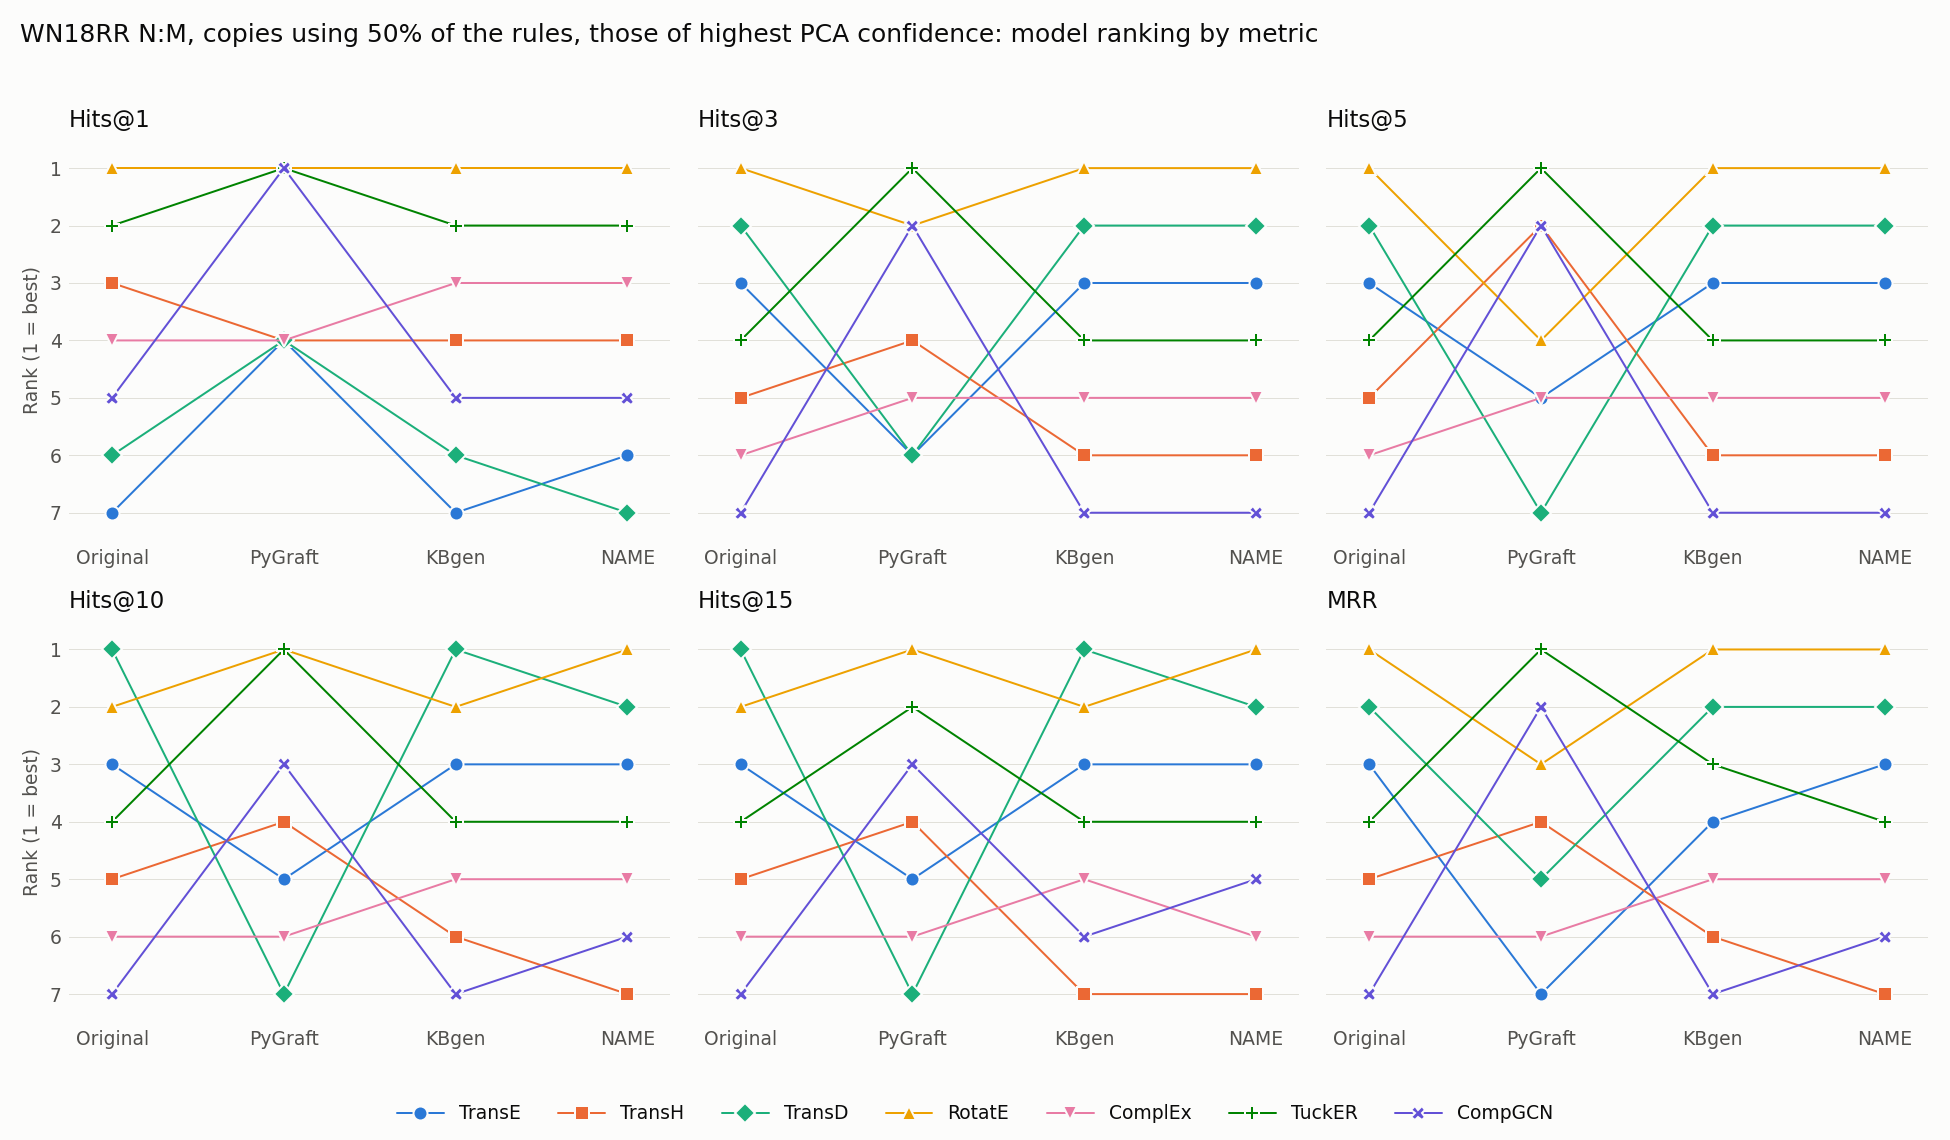 WN18RR N:M, copies using 50% of the rules, those of highest PCA confidence: model ranking by metric
Hits@1
Hits@3
Hits@5
Rank (1 = best)
1
2
3
4
5
6
7
Original PyGraft KBgen NAME
Original PyGraft KBgen NAME
Original PyGraft KBgen NAME
Hits@10
Hits@15
MRR
Rank (1 = best)
1
2
3
4
5
6
7
Original PyGraft KBgen NAME
Original PyGraft KBgen NAME
Original PyGraft KBgen NAME
TransE TransH TransD RotatE ComplEx TuckER CompGCN